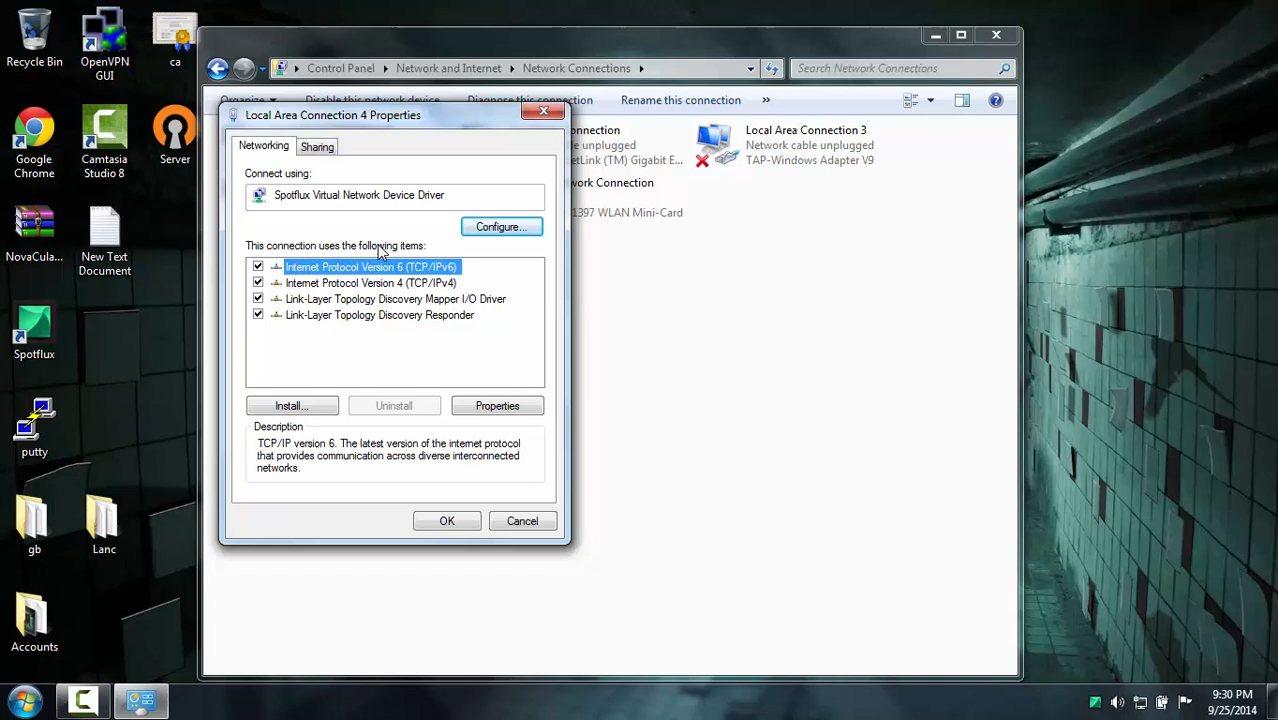 Recycle Bin
OpenVPN
GUI
ca
Google
Chrome
Camtasia
Studio 8
Server
NovaCula...
New Text
Document
Spotflux
putty
gb
Lanc
Accounts
Control Panel
Network and Internet
Network Connections
Search Network Connections
Organize
Disable this network device
Diagnose this connection
Rename this connection
»
onnection
unplugged
etLink (TM) Gigabit E...
Local Area Connection 3
Network cable unplugged
TAP-Windows Adapter V9
work Connection
1397 WLAN Mini-Card
Local Area Connection 4 Properties
Networking
Sharing
Connect using:
Spotflux Virtual Network Device Driver
Configure...
This connection uses the following items:
Internet Protocol Version 6 (TCP/IPv6)
Internet Protocol Version 4 (TCP/IPv4)
Link-Layer Topology Discovery Mapper I/O Driver
Link-Layer Topology Discovery Responder
Install...
Uninstall
Properties
Description
TCP/IP version 6. The latest version of the internet protocol
that provides communication across diverse interconnected
networks.
OK
Cancel
9:30 PM
9/25/2014